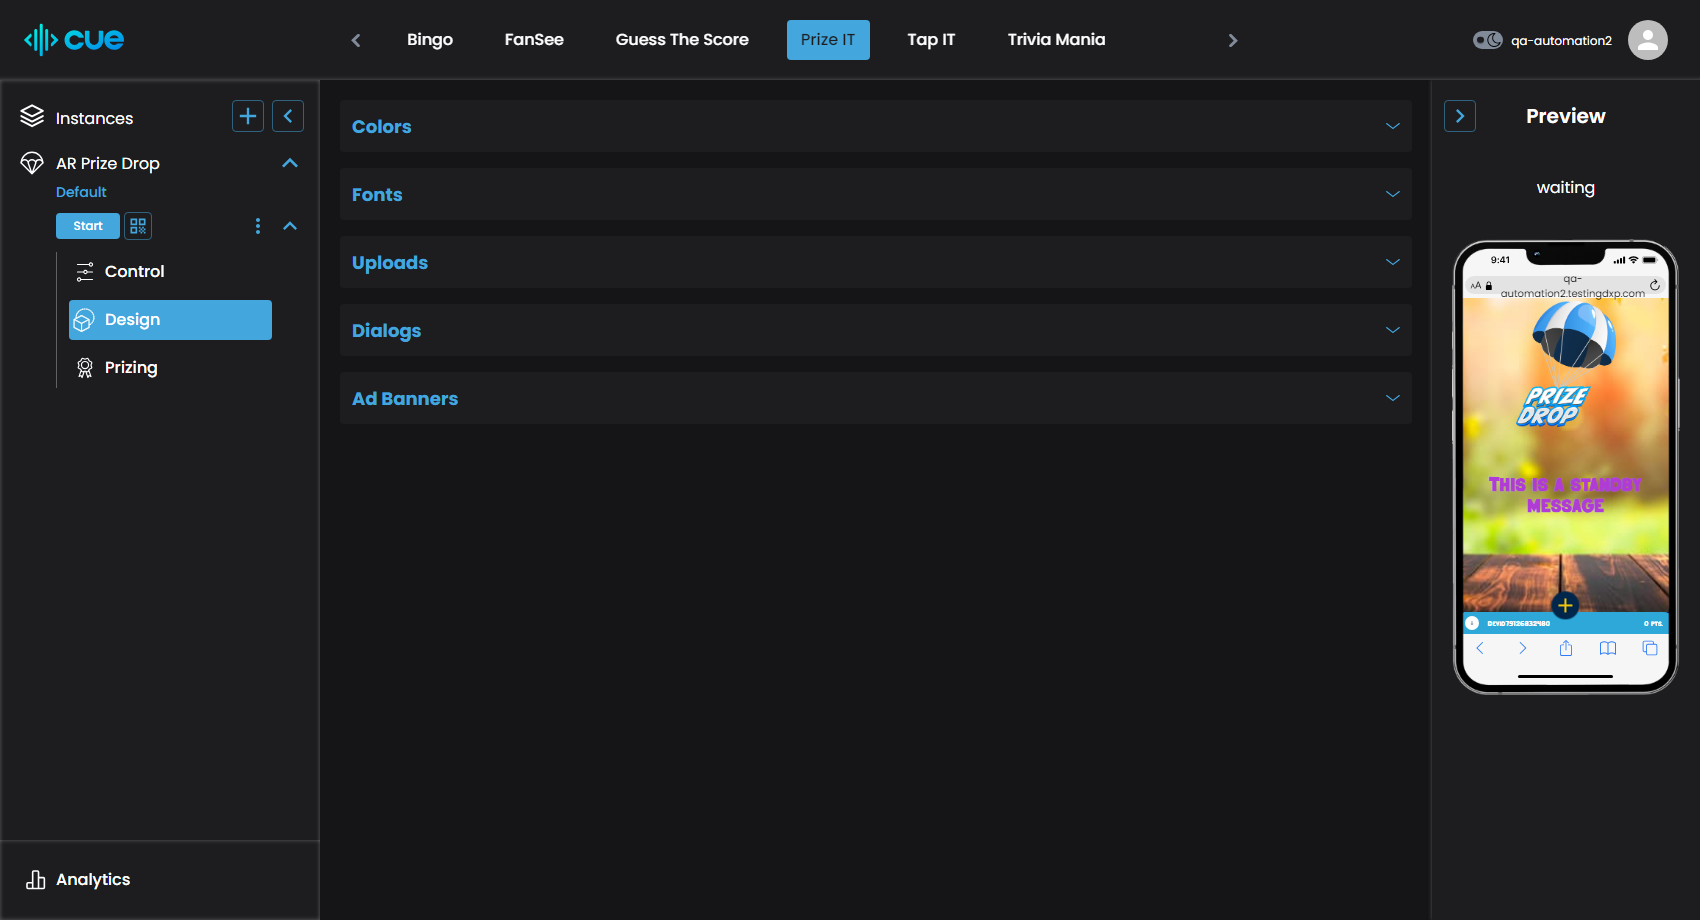 cue
Bingo
FanSee
Guess The Score
Prize IT
Tap IT
Trivia Mania
qa-automation2
Instances
AR Prize Drop
Default
Start
Control
Design
Prizing
Analytics
Colors
Fonts
Uploads
Dialogs
Ad Banners
Preview
waiting
9:41
AA
qa-
automation2.testingdxp.com
PRIZE
DROP
THIS IS A STANDBY
MESSAGE
0 PTS.